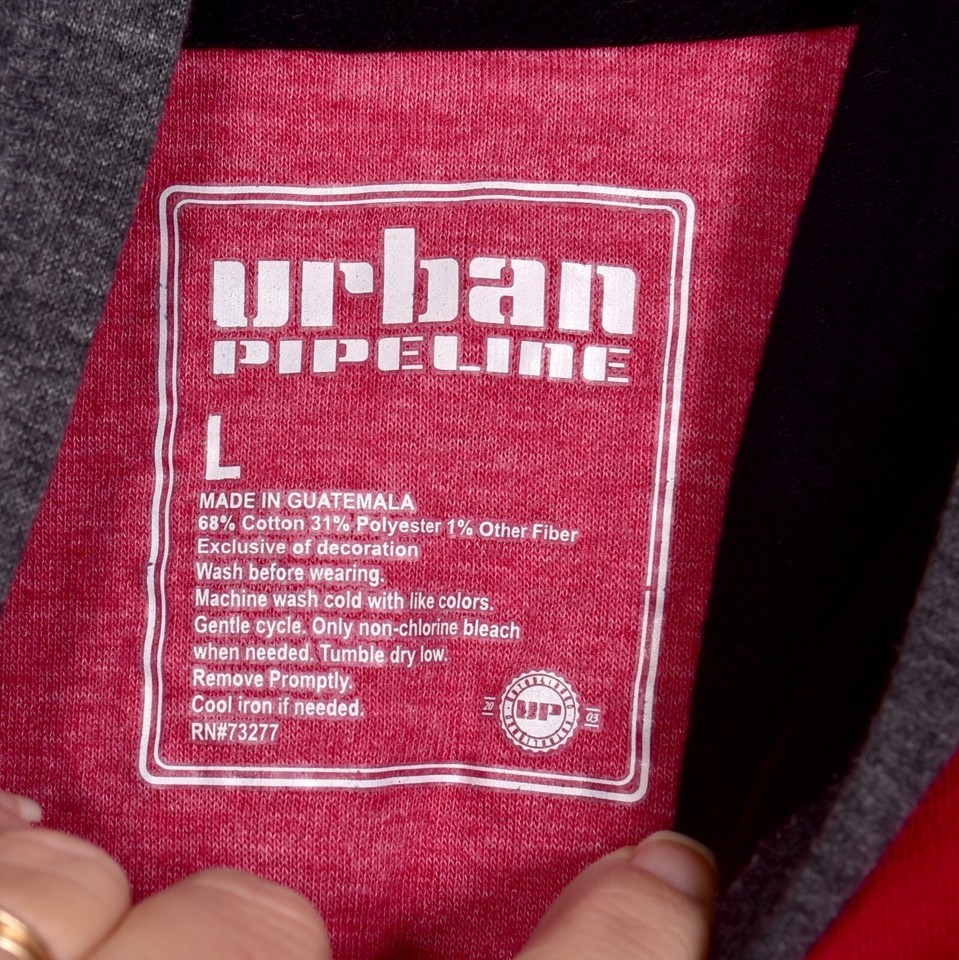 urban
PIPELINE
L
MADE IN GUATEMALA
68% Cotton 31% Polyester 1% Other Fiber
Exclusive of decoration
Wash before wearing.
Machine wash cold with like colors.
Gentle cycle. Only non-chlorine bleach
when needed. Tumble dry low.
Remove Promptly.
Cool iron if needed.
RN#73277
20 UP 03